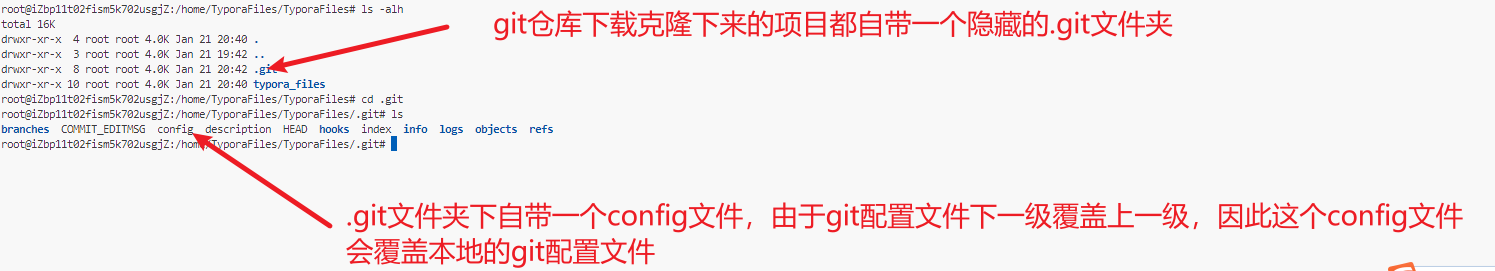 root@iZbp11t02fism5k702usgjZ:/home/TyporaFiles/TyporaFiles# ls -alh
total 16K
drwxr-xr-x  4 root root 4.0K Jan 21 20:40 .
drwxr-xr-x  3 root root 4.0K Jan 21 19:42 ..
drwxr-xr-x  8 root root 4.0K Jan 21 20:42 .git
drwxr-xr-x 10 root root 4.0K Jan 21 20:40 typora_files
root@iZbp11t02fism5k702usgjZ:/home/TyporaFiles/TyporaFiles# cd .git
root@iZbp11t02fism5k702usgjZ:/home/TyporaFiles/TyporaFiles/.git# ls
branches  COMMIT_EDITMSG  config  description  HEAD  hooks  index  info  logs  objects  refs
root@iZbp11t02fism5k702usgjZ:/home/TyporaFiles/TyporaFiles/.git#
git仓库下载克隆下来的项目都自带一个隐藏的.git文件夹
.git文件夹下自带一个config文件，由于git配置文件下一级覆盖上一级，因此这个config文件
会覆盖本地的git配置文件